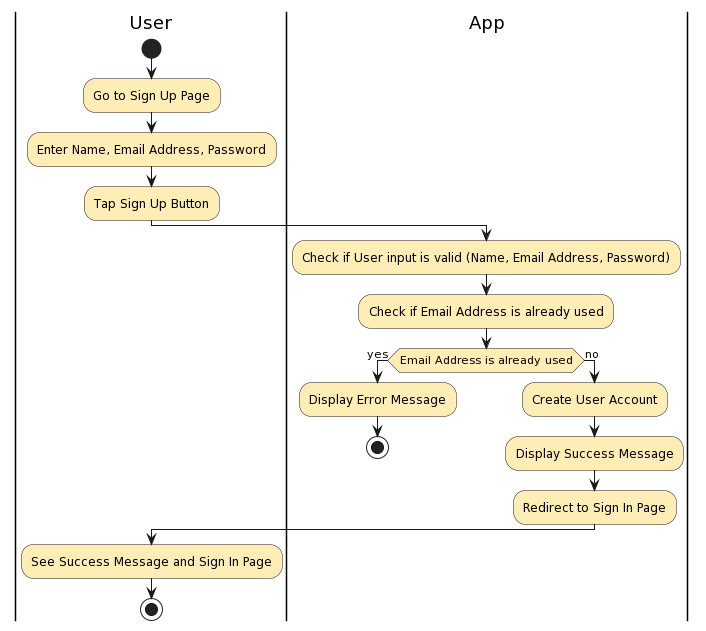 User
App
Go to Sign Up Page
Enter Name, Email Address, Password
Tap Sign Up Button
Check if User input is valid (Name, Email Address, Password)
Check if Email Address is already used
yes
Email Address is already used
no
Display Error Message
Create User Account
Display Success Message
Redirect to Sign In Page
See Success Message and Sign In Page